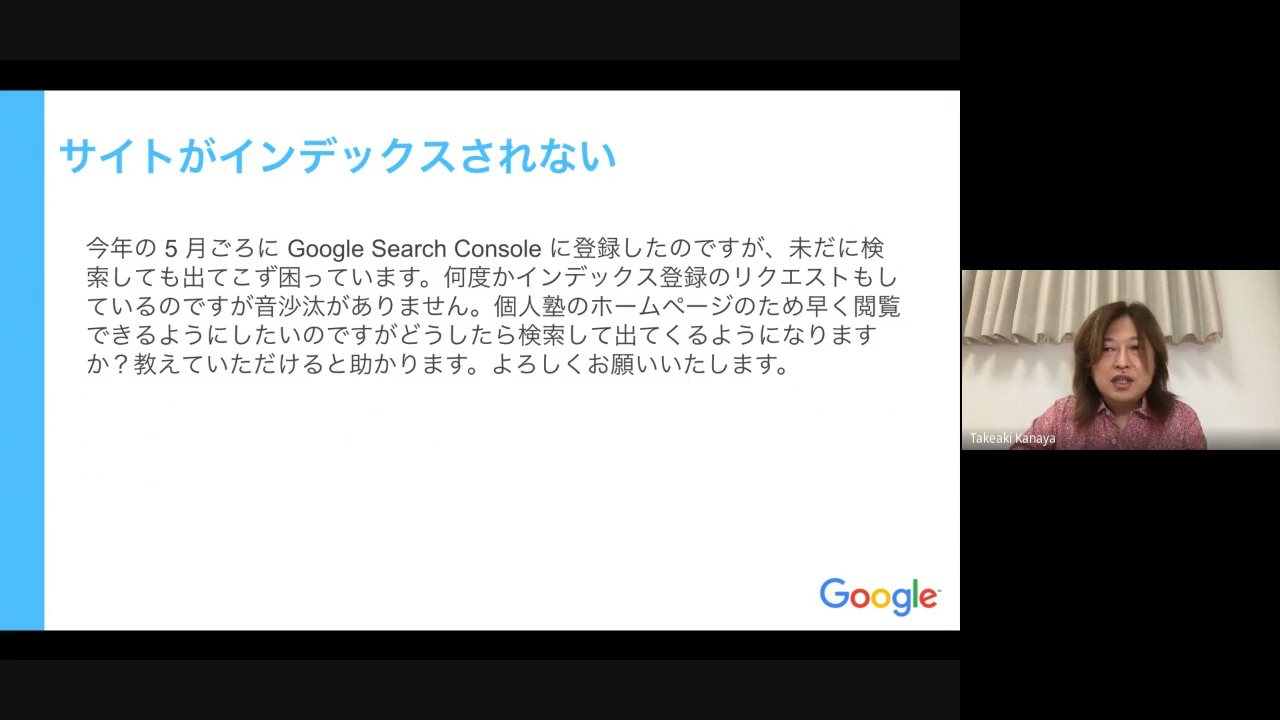 サイトがインデックスされない
今年の 5 月ごろに Google Search Console に登録したのですが、未だに検
索しても出てこず困っています。何度かインデックス登録のリクエストもし
ているのですが音沙汰がありません。個人塾のホームページのため早く閲覧
できるようにしたいのですがどうしたら検索して出てくるようになります
か？教えていただけると助かります。よろしくお願いいたします。
Google
Takeaki Kanaya